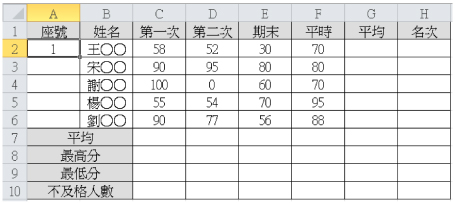 A B C D E F G H
1 座號 姓名 第一次 第二次 期末 平時 平均 名次
2 1 王〇〇 58 52 30 70
3 宋〇〇 90 95 80 80
4 謝〇〇 100 0 60 70
5 楊〇〇 55 54 70 95
6 劉〇〇 90 77 56 88
7 平均
8 最高分
9 最低分
10 不及格人數